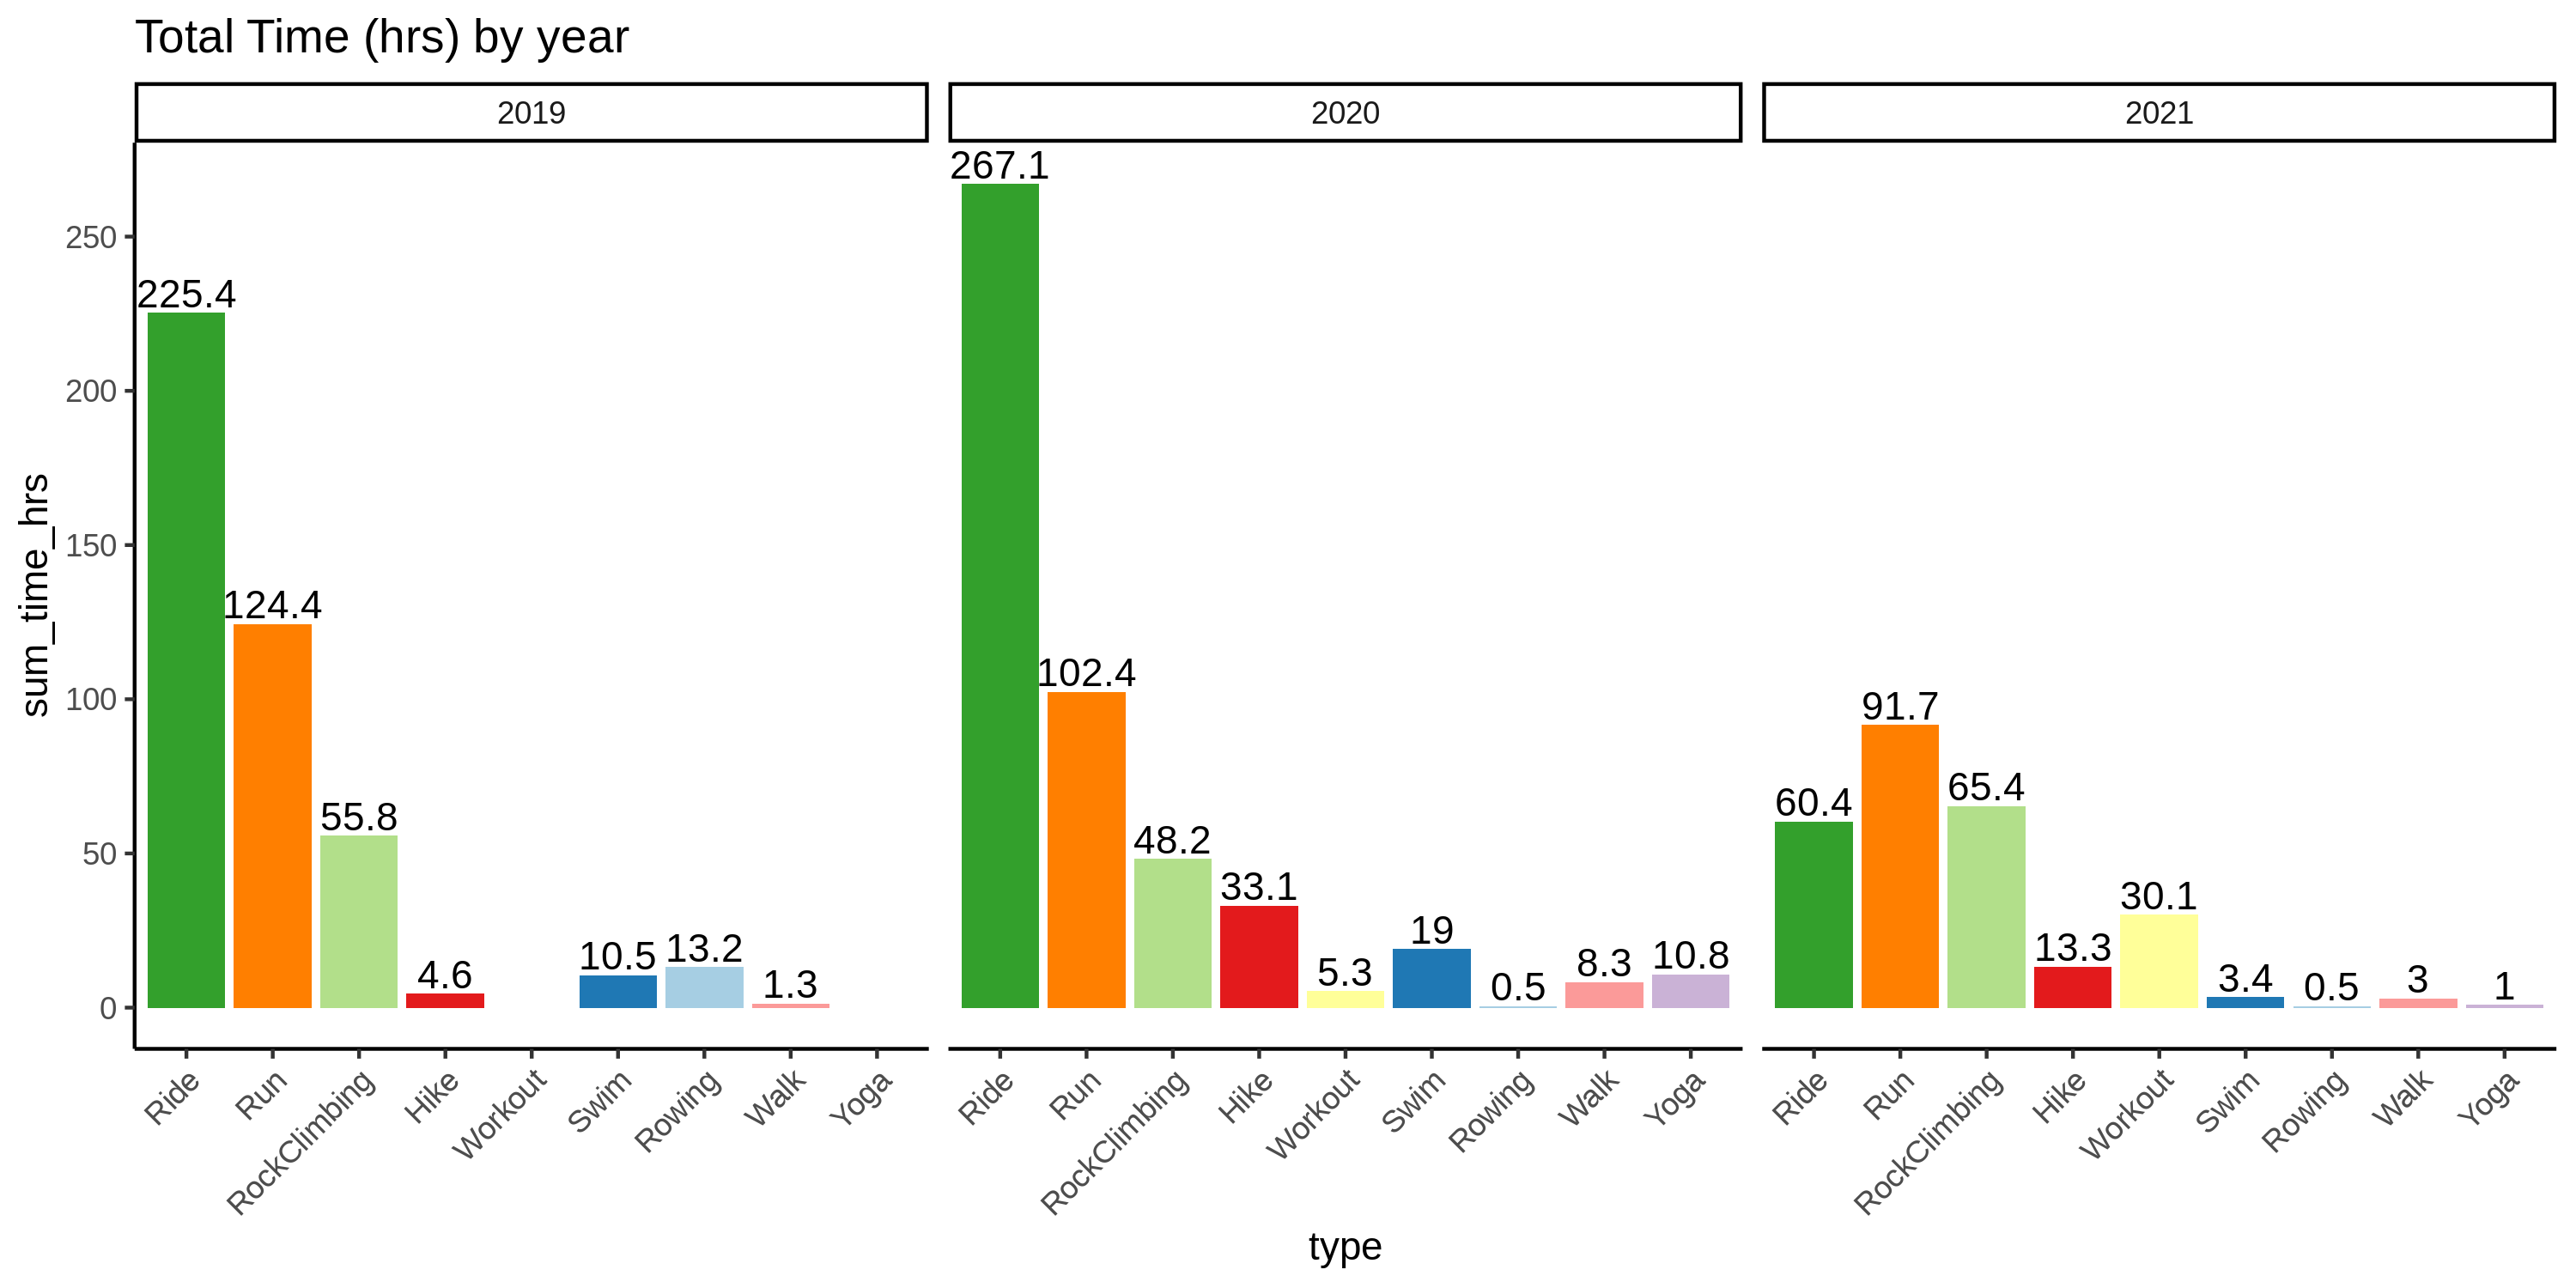 Total Time (hrs) by year
2019
2020
2021
sum_time_hrs
250
200
150
100
50
0
225.4
124.4
55.8
4.6
10.5
13.2
1.3
267.1
102.4
48.2
33.1
5.3
19
0.5
8.3
10.8
60.4
91.7
65.4
13.3
30.1
3.4
0.5
3
1
Ride
Run
RockClimbing
Hike
Workout
Swim
Rowing
Walk
Yoga
Ride
Run
RockClimbing
Hike
Workout
Swim
Rowing
Walk
Yoga
Ride
Run
RockClimbing
Hike
Workout
Swim
Rowing
Walk
Yoga
type